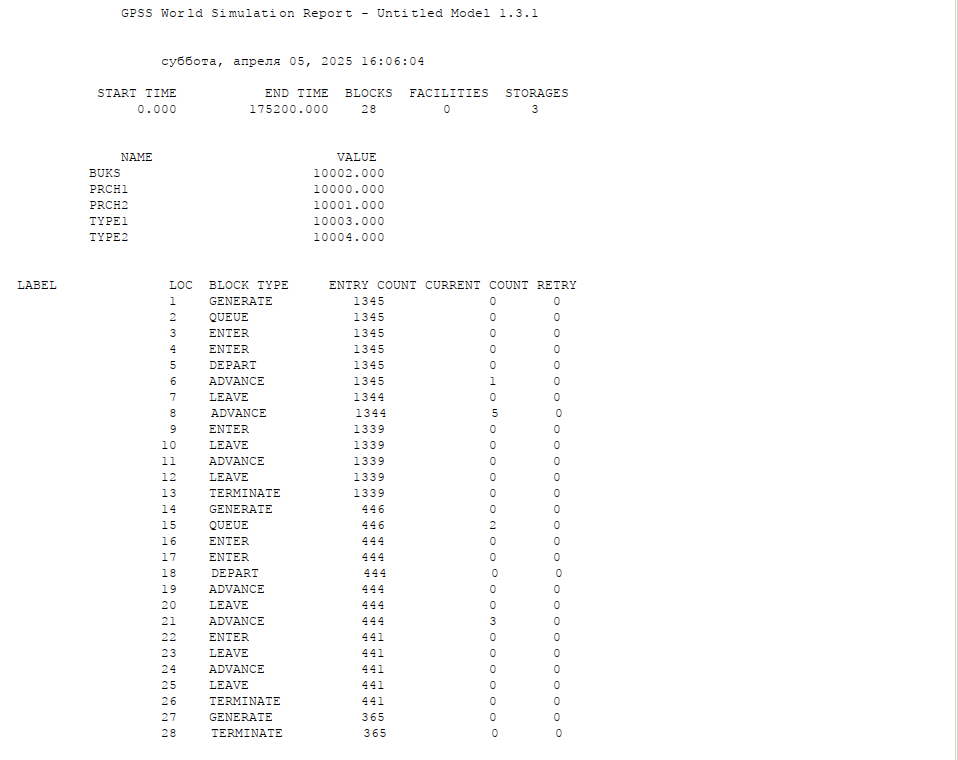 GPSS World Simulation Report - Untitled Model 1.3.1
суббота, апреля 05, 2025 16:06:04
START TIME END TIME BLOCKS FACILITIES STORAGES
0.000 175200.000 28 0 3
NAME VALUE
BUKS 10002.000
PRCH1 10000.000
PRCH2 10001.000
TYPE1 10003.000
TYPE2 10004.000
LABEL LOC BLOCK TYPE ENTRY COUNT CURRENT COUNT RETRY
1 GENERATE 1345 0 0
2 QUEUE 1345 0 0
3 ENTER 1345 0 0
4 ENTER 1345 0 0
5 DEPART 1345 0 0
6 ADVANCE 1345 1 0
7 LEAVE 1344 0 0
8 ADVANCE 1344 5 0
9 ENTER 1339 0 0
10 LEAVE 1339 0 0
11 ADVANCE 1339 0 0
12 LEAVE 1339 0 0
13 TERMINATE 1339 0 0
14 GENERATE 446 0 0
15 QUEUE 446 2 0
16 ENTER 444 0 0
17 ENTER 444 0 0
18 DEPART 444 0 0
19 ADVANCE 444 0 0
20 LEAVE 444 0 0
21 ADVANCE 444 3 0
22 ENTER 441 0 0
23 LEAVE 441 0 0
24 ADVANCE 441 0 0
25 LEAVE 441 0 0
26 TERMINATE 441 0 0
27 GENERATE 365 0 0
28 TERMINATE 365 0 0